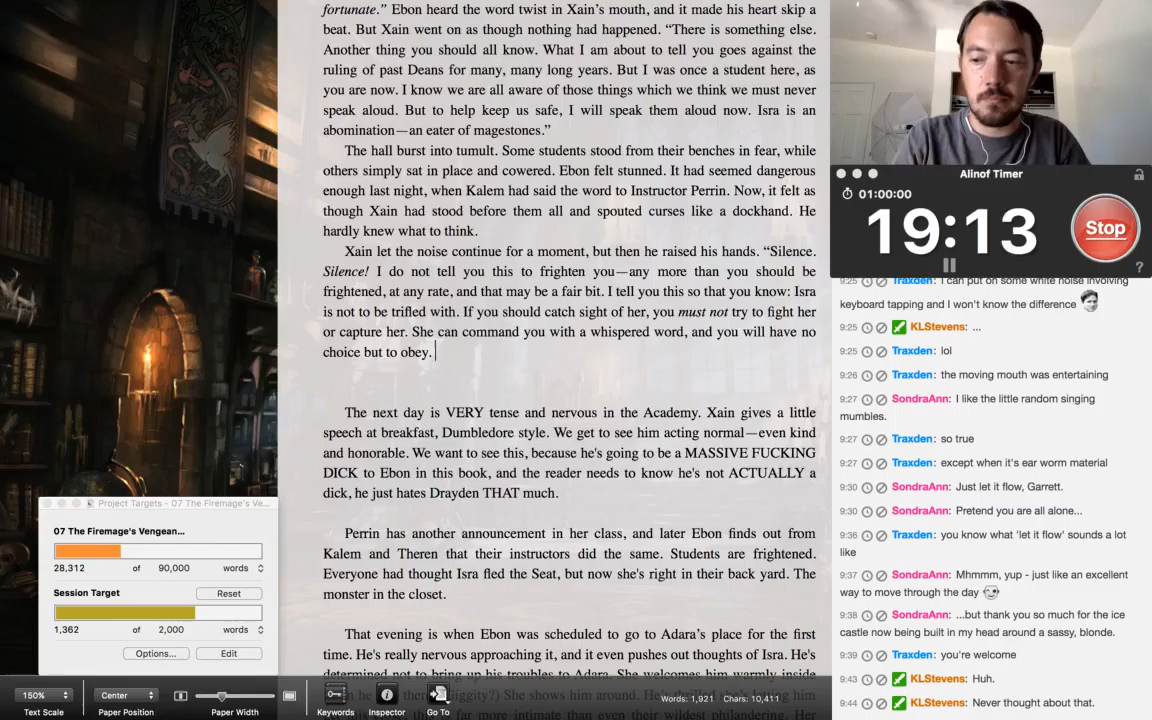 fortunate.” Ebon heard the word twist in Xain’s mouth, and it made his heart skip a
beat. But Xain went on as though nothing had happened. “There is something else.
Another thing you should all know. What I am about to tell you goes against the
ruling of past Deans for many, many long years. But I was once a student here, as
you are now. I know we are all aware of those things which we think we must never
speak aloud. But to help keep us safe, I will speak them aloud now. Isra is an
abomination—an eater of magestones.”
The hall burst into tumult. Some students stood from their benches in fear, while
others simply sat in place and cowered. Ebon felt stunned. It had seemed dangerous
enough last night, when Kalem had said the word to Instructor Perrin. Now, it felt as
though Xain had stood before them all and spouted curses like a dockhand. He
hardly knew what to think.
Xain let the noise continue for a moment, but then he raised his hands. “Silence.
Silence! I do not tell you this to frighten you—any more than you should be
frightened, at any rate, and that may be a fair bit. I tell you this so that you know: Isra
is not to be trifled with. If you should catch sight of her, you must not try to fight her
or capture her. She can command you with a whispered word, and you will have no
choice but to obey.
The next day is VERY tense and nervous in the Academy. Xain gives a little
speech at breakfast, Dumbledore style. We get to see him acting normal—even kind
and honorable. We want to see this, because he’s going to be a MASSIVE FUCKING
DICK to Ebon in this book, and the reader needs to know he’s not ACTUALLY a
dick, he just hates Drayden THAT much.
Perrin has another announcement in her class, and later Ebon finds out from
Kalem and Theren that their instructors did the same. Students are frightened.
Everyone had thought Isra fled the Seat, but now she’s right in their back yard. The
monster in the closet.
That evening is when Ebon was scheduled to go to Adara’s place for the first
time. He’s really nervous approaching it, and it even pushes out thoughts of Isra. He’s
determined not to bring up his troubles to Adara. She welcomes him warmly inside
Project Targets - 07 The Firemage's Ve...
07 The Firemage's Vengean...
28,312 of 90,000 words
Session Target Reset
1,362 of 2,000 words
Options... Edit
150% Center
Text Scale Paper Position Paper Width Keywords Inspector Go To
Words: 1,921 Chars: 10,411
Alinof Timer
01:00:00
19:13
Stop
?
9:25 Traxden: I can put on some white noise involving
keyboard tapping and I won't know the difference
9:25 KLStevens: ...
9:25 Traxden: lol
9:26 Traxden: the moving mouth was entertaining
9:27 SondraAnn: I like the little random singing
mumbles.
9:27 Traxden: so true
9:27 Traxden: except when it's ear worm material
9:30 SondraAnn: Just let it flow, Garrett.
9:30 SondraAnn: Pretend you are all alone...
9:36 Traxden: you know what 'let it flow' sounds a lot
like
9:37 SondraAnn: Mhmmm, yup - just like an excellent
way to move through the day
9:38 SondraAnn: ...but thank you so much for the ice
castle now being built in my head around a sassy, blonde.
9:39 Traxden: you're welcome
9:43 KLStevens: Huh.
9:44 KLStevens: Never thought about that.